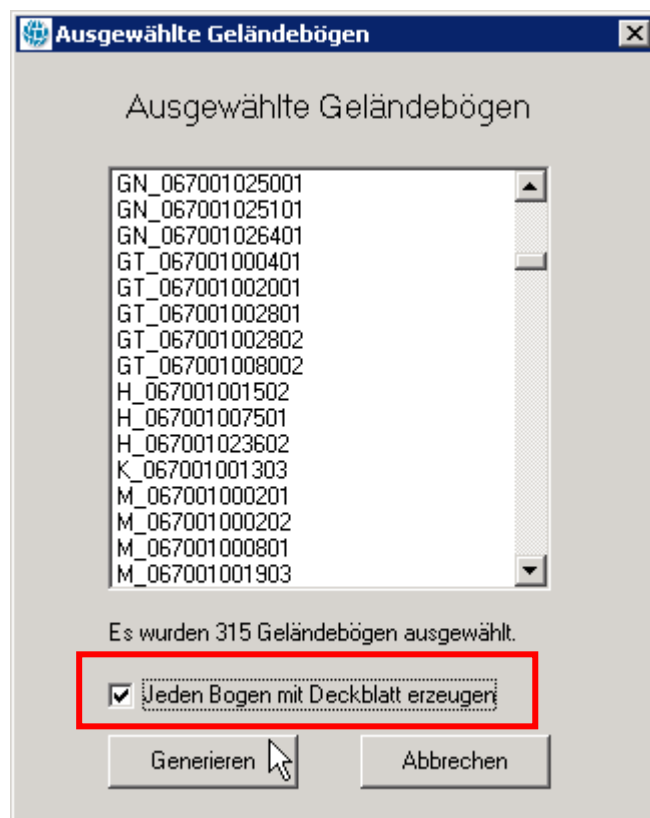 Ausgewählte Geländebögen
Ausgewählte Geländebögen
GN_067001025001
GN_067001025101
GN_067001026401
GT_067001000401
GT_067001002001
GT_067001002801
GT_067001002802
GT_067001008002
H_067001001502
H_067001007501
H_067001023602
K_067001001303
M_067001000201
M_067001000202
M_067001000801
M_067001001903
Es wurden 315 Geländebögen ausgewählt.
Jeden Bogen mit Deckblatt erzeugen
Generieren Abbrechen